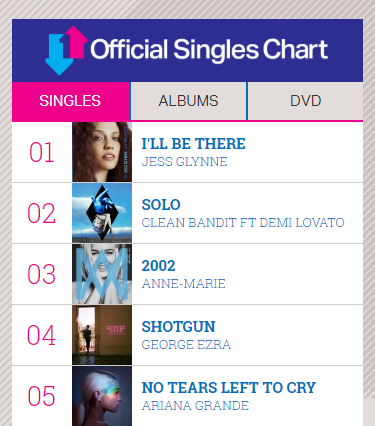 Official Singles Chart
SINGLES ALBUMS DVD
01
I'LL BE THERE
JESS GLYNNE
02
SOLO
CLEAN BANDIT FT DEMI LOVATO
03
2002
ANNE-MARIE
04
SHOTGUN
GEORGE EZRA
05
NO TEARS LEFT TO CRY
ARIANA GRANDE